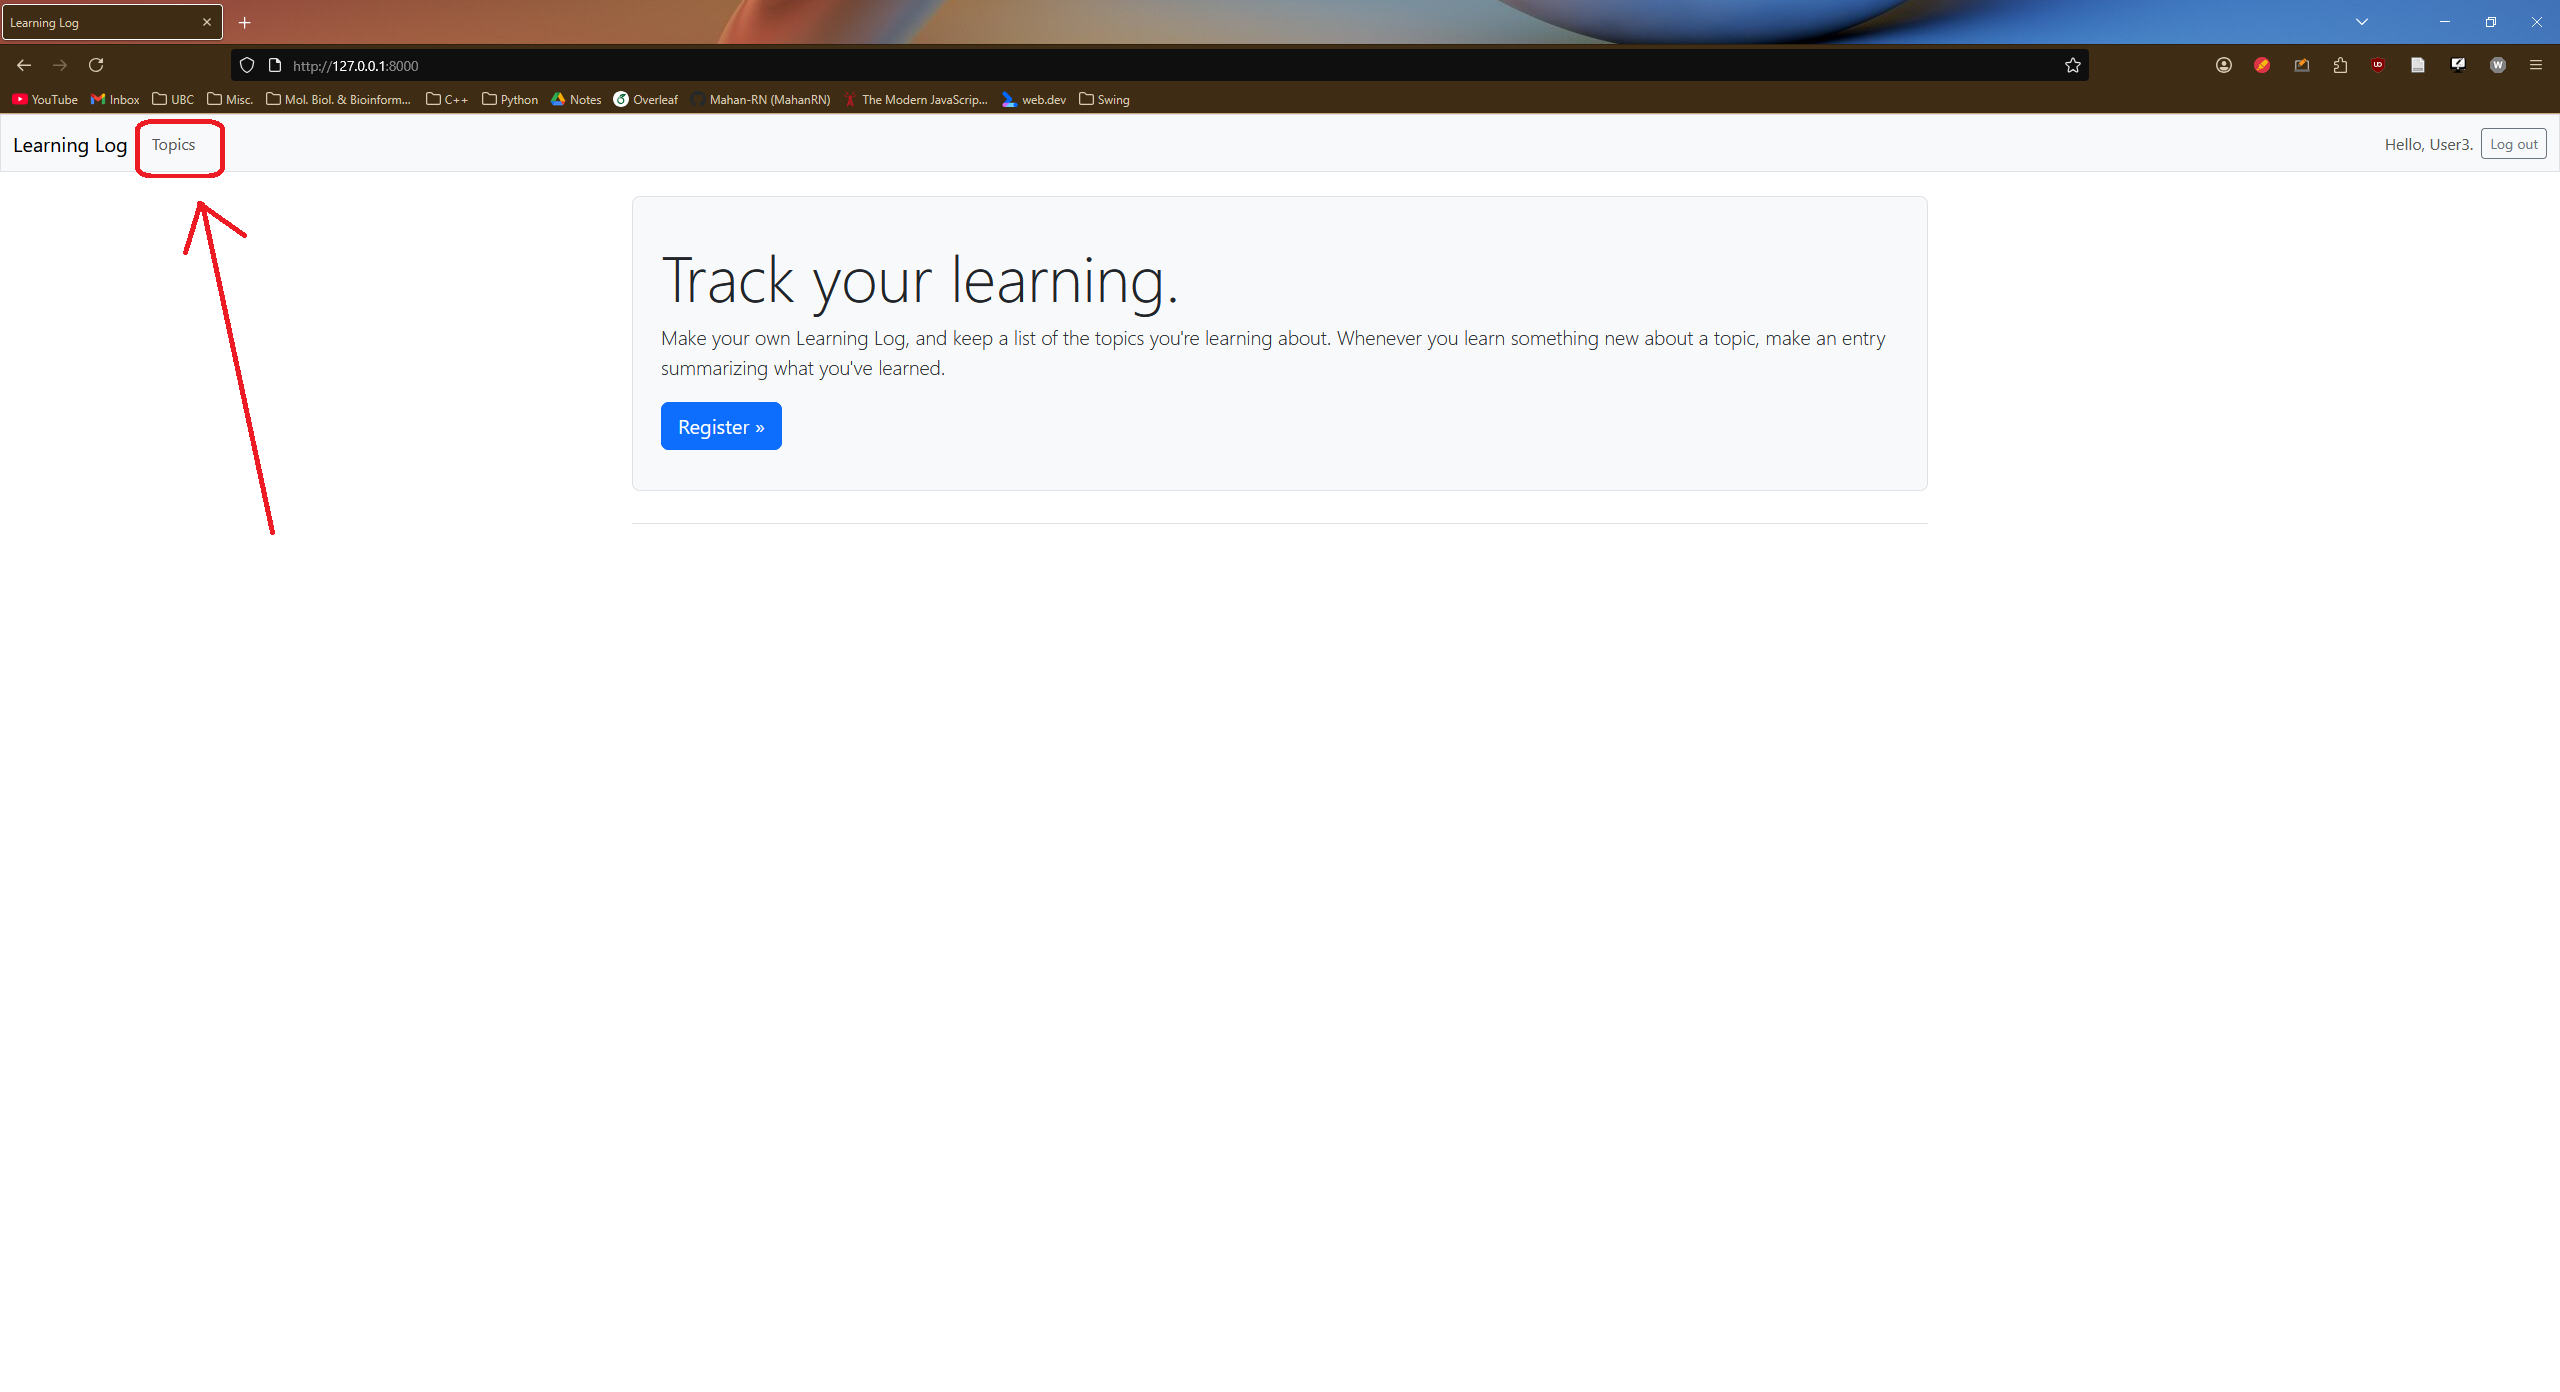 Learning Log
http://127.0.0.1:8000
YouTube Inbox UBC Misc. Mol. Biol. & Bioinform... C++ Python Notes Overleaf Mahan-RN (MahanRN) The Modern JavaScrip... web.dev Swing
Learning Log Topics Hello, User3. Log out
Track your learning.
Make your own Learning Log, and keep a list of the topics you're learning about. Whenever you learn something new about a topic, make an entry
summarizing what you've learned.
Register »